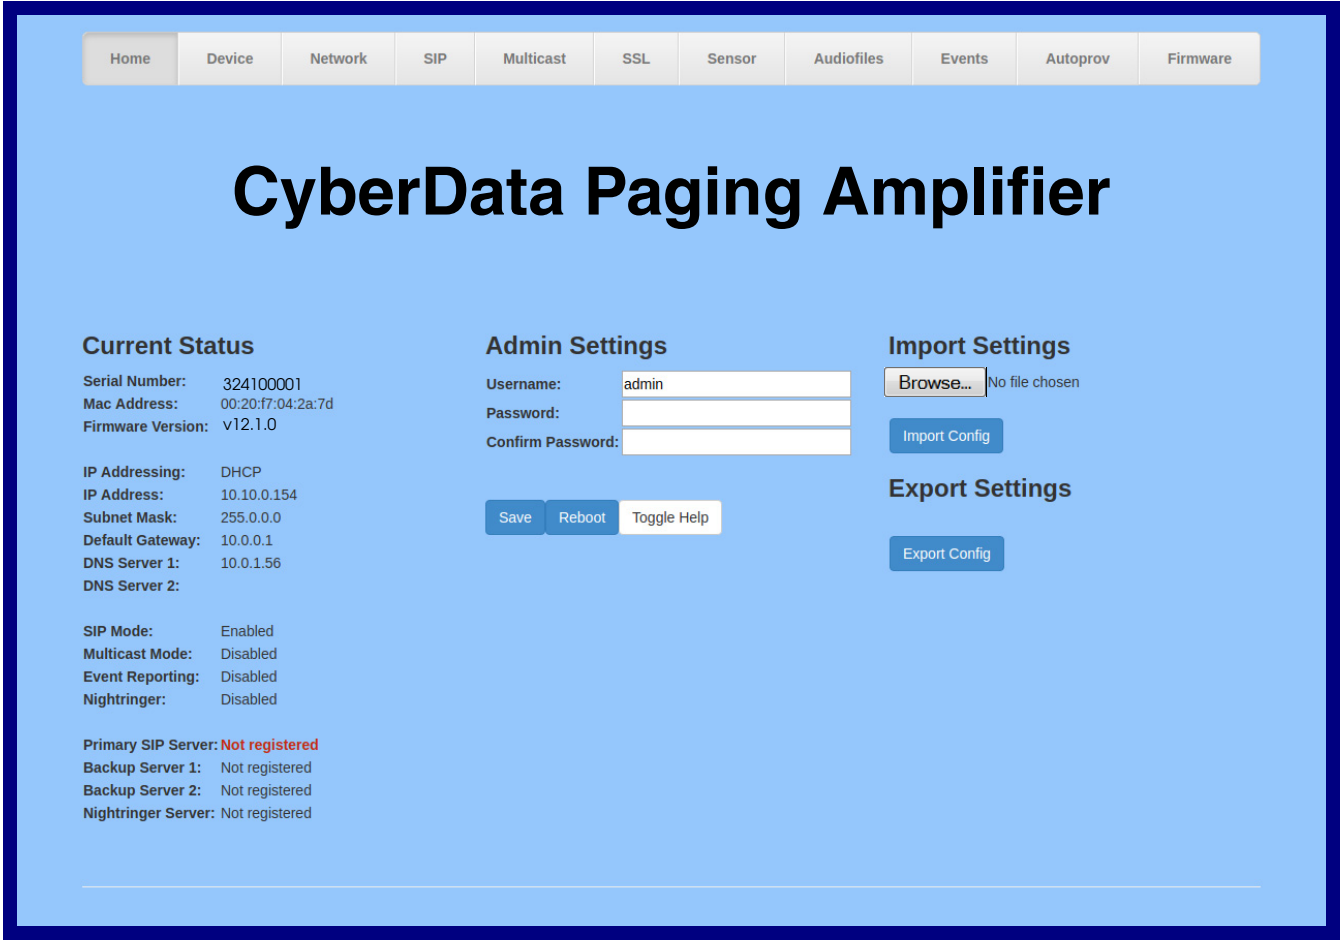 Home Device Network SIP Multicast SSL Sensor Audiofiles Events Autoprov Firmware
CyberData Paging Amplifier
Current Status
Serial Number: 324100001
Mac Address: 00:20:f7:04:2a:7d
Firmware Version: v12.1.0
IP Addressing: DHCP
IP Address: 10.10.0.154
Subnet Mask: 255.0.0.0
Default Gateway: 10.0.0.1
DNS Server 1: 10.0.1.56
DNS Server 2:
SIP Mode: Enabled
Multicast Mode: Disabled
Event Reporting: Disabled
Nightringer: Disabled
Primary SIP Server: Not registered
Backup Server 1: Not registered
Backup Server 2: Not registered
Nightringer Server: Not registered
Admin Settings
Username: admin
Password:
Confirm Password:
Save Reboot Toggle Help
Import Settings
Browse... No file chosen
Import Config
Export Settings
Export Config